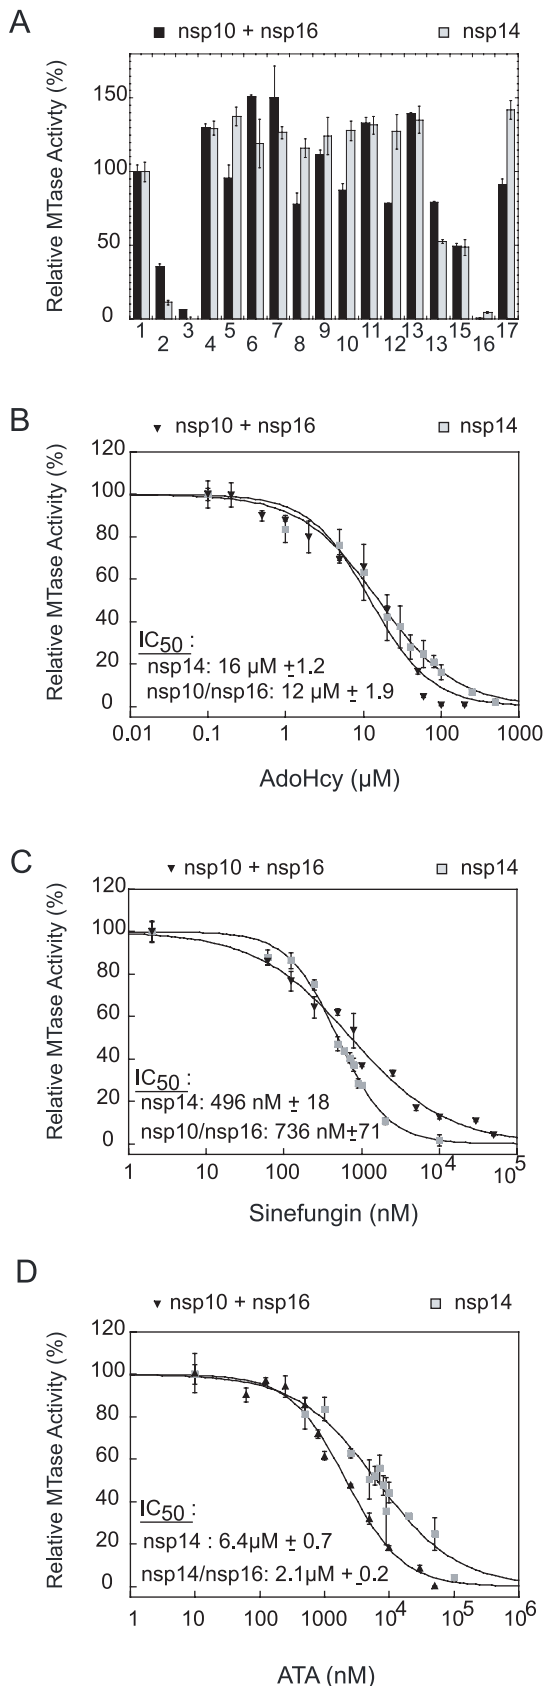 A
nsp10 + nsp16 nsp14
Relative MTase Activty (%)
150
100
50
0
1 2 3 4 5 6 7 8 9 10 11 12 13 13 15 16 17
B
nsp10 + nsp16 nsp14
Relative MTase Activity (%)
120
100
80
60
40
20
0
IC50 :
nsp14: 16 µM ±1.2
nsp10/nsp16: 12 µM ± 1.9
0.01 0.1 1 10 100 1000
AdoHcy (µM)
C
nsp10 + nsp16 nsp14
Relative MTase Activity (%)
120
100
80
60
40
20
0
IC50 :
nsp14: 496 nM ± 18
nsp10/nsp16: 736 nM±71
1 10 100 1000 10^4 10^5
Sinefungin (nM)
D
nsp10 + nsp16 nsp14
Relative MTase Activity (%)
120
100
80
60
40
20
0
IC50 :
nsp14 : 6.4µM ± 0.7
nsp14/nsp16: 2.1µM ±0.2
1 10 100 1000 10^4 10^5 10^6
ATA (nM)